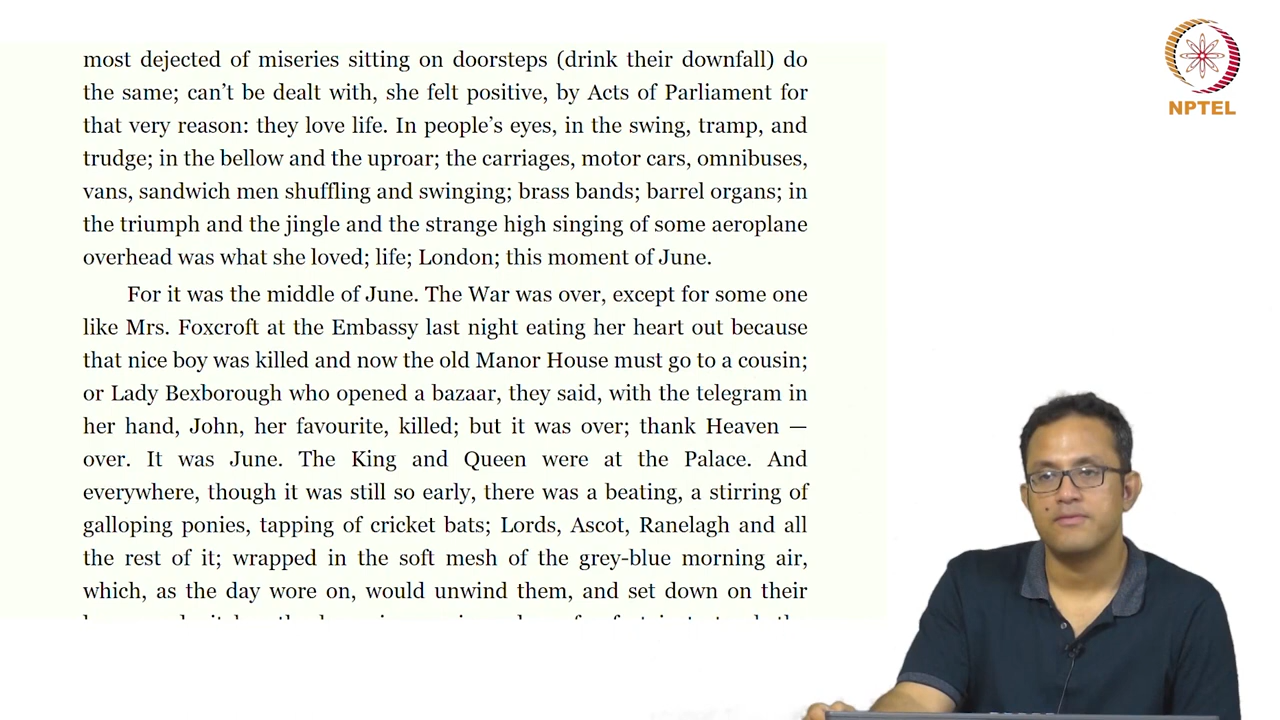 most dejected of miseries sitting on doorsteps (drink their downfall) do
the same; can’t be dealt with, she felt positive, by Acts of Parliament for
that very reason: they love life. In people’s eyes, in the swing, tramp, and
trudge; in the bellow and the uproar; the carriages, motor cars, omnibuses,
vans, sandwich men shuffling and swinging; brass bands; barrel organs; in
the triumph and the jingle and the strange high singing of some aeroplane
overhead was what she loved; life; London; this moment of June.
For it was the middle of June. The War was over, except for some one
like Mrs. Foxcroft at the Embassy last night eating her heart out because
that nice boy was killed and now the old Manor House must go to a cousin;
or Lady Bexborough who opened a bazaar, they said, with the telegram in
her hand, John, her favourite, killed; but it was over; thank Heaven —
over. It was June. The King and Queen were at the Palace. And
everywhere, though it was still so early, there was a beating, a stirring of
galloping ponies, tapping of cricket bats; Lords, Ascot, Ranelagh and all
the rest of it; wrapped in the soft mesh of the grey-blue morning air,
which, as the day wore on, would unwind them, and set down on their
NPTEL